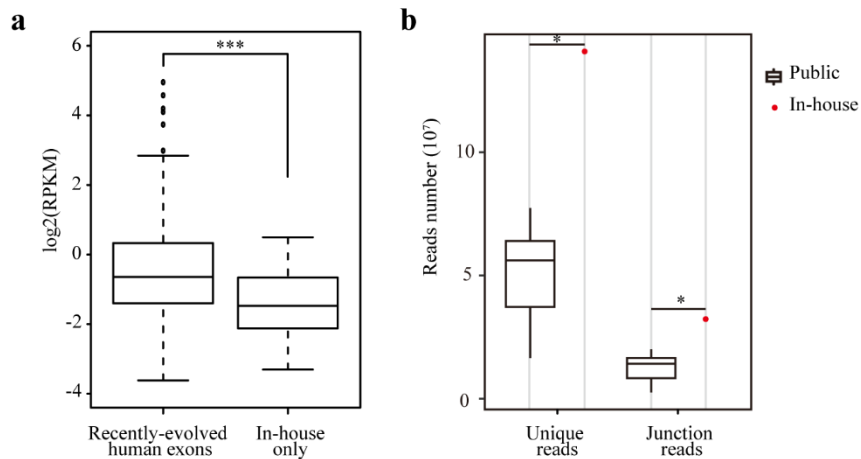 a
6
4
2
0
-2
-4
log2(RPKM)
***
Recently-evolved
human exons
In-house
only
b
10
5
0
Reads number (10⁷)
*
*
Unique
reads
Junction
reads
Public
In-house